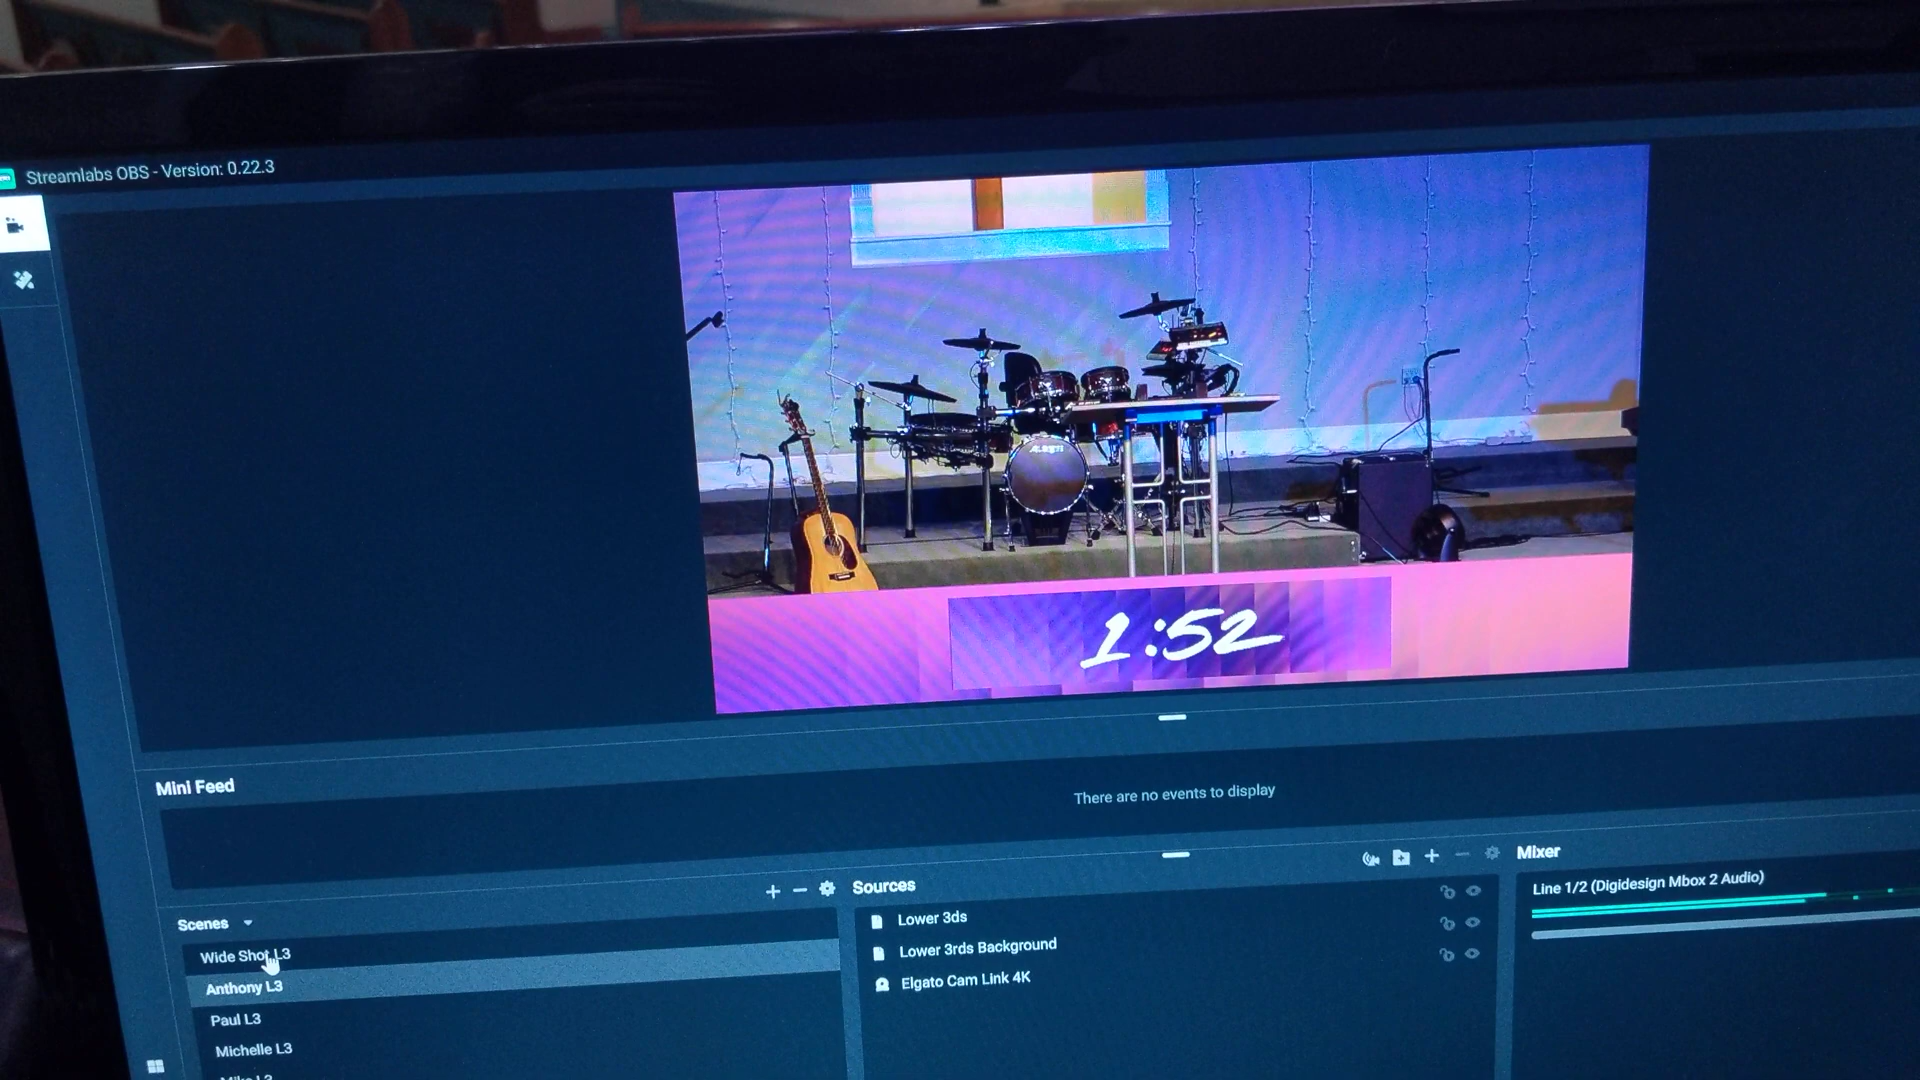 Streamlabs OBS - Version: 0.22.3
1:52
Mini Feed
There are no events to display
Scenes
Wide Shot L3
Anthony L3
Paul L3
Michelle L3
Mike L3
Sources
Lower 3ds
Lower 3rds Background
Elgato Cam Link 4K
Mixer
Line 1/2 (Digidesign Mbox 2 Audio)